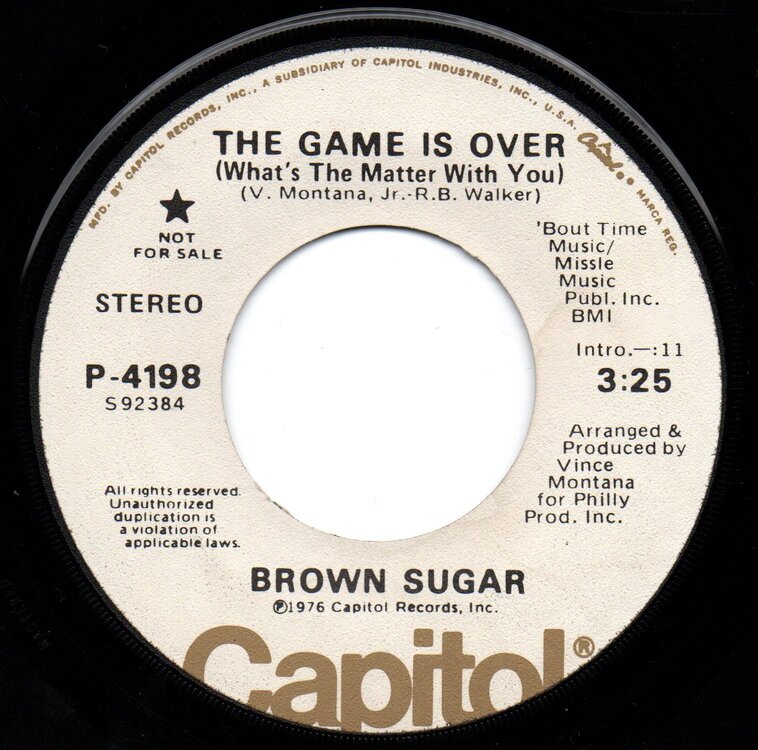 MFD. BY CAPITOL RECORDS, INC., A SUBSIDIARY OF CAPITOL INDUSTRIES, INC., U.S.A. Capitol MARCA REG.
THE GAME IS OVER
(What's The Matter With You)
(V. Montana, Jr.-R.B. Walker)
NOT
FOR SALE
STEREO
P-4198
S92384
'Bout Time
Music/
Missle
Music
Publ. Inc.
BMI
Intro.—:11
3:25
Arranged &
Produced by
Vince
Montana
for Philly
Prod. Inc.
All rights reserved.
Unauthorized
duplication is
a violation of
applicable laws.
BROWN SUGAR
℗1976 Capitol Records, Inc.
Capitol®